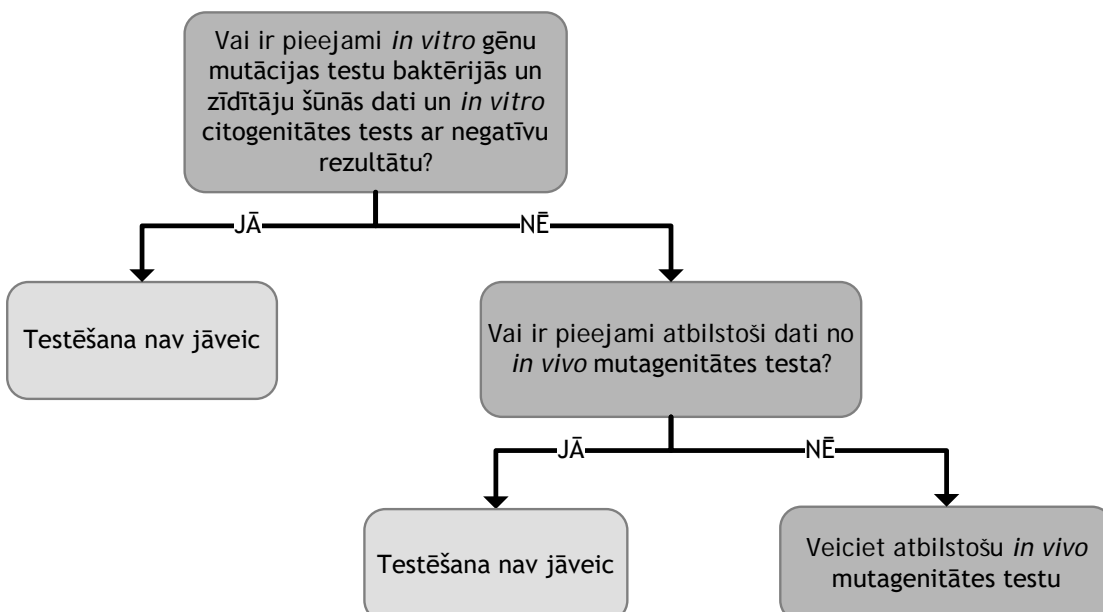 Vai ir pieejami in vitro gēnu
mutācijas testu baktērijās un
zīdītāju šūnās dati un in vitro
citogenitātes tests ar negatīvu
rezultātu?
JĀ
NĒ
Testēšana nav jāveic
Vai ir pieejami atbilstoši dati no
in vivo mutagenitātes testa?
JĀ
NĒ
Testēšana nav jāveic
Veiciet atbilstošu in vivo
mutagenitātes testu